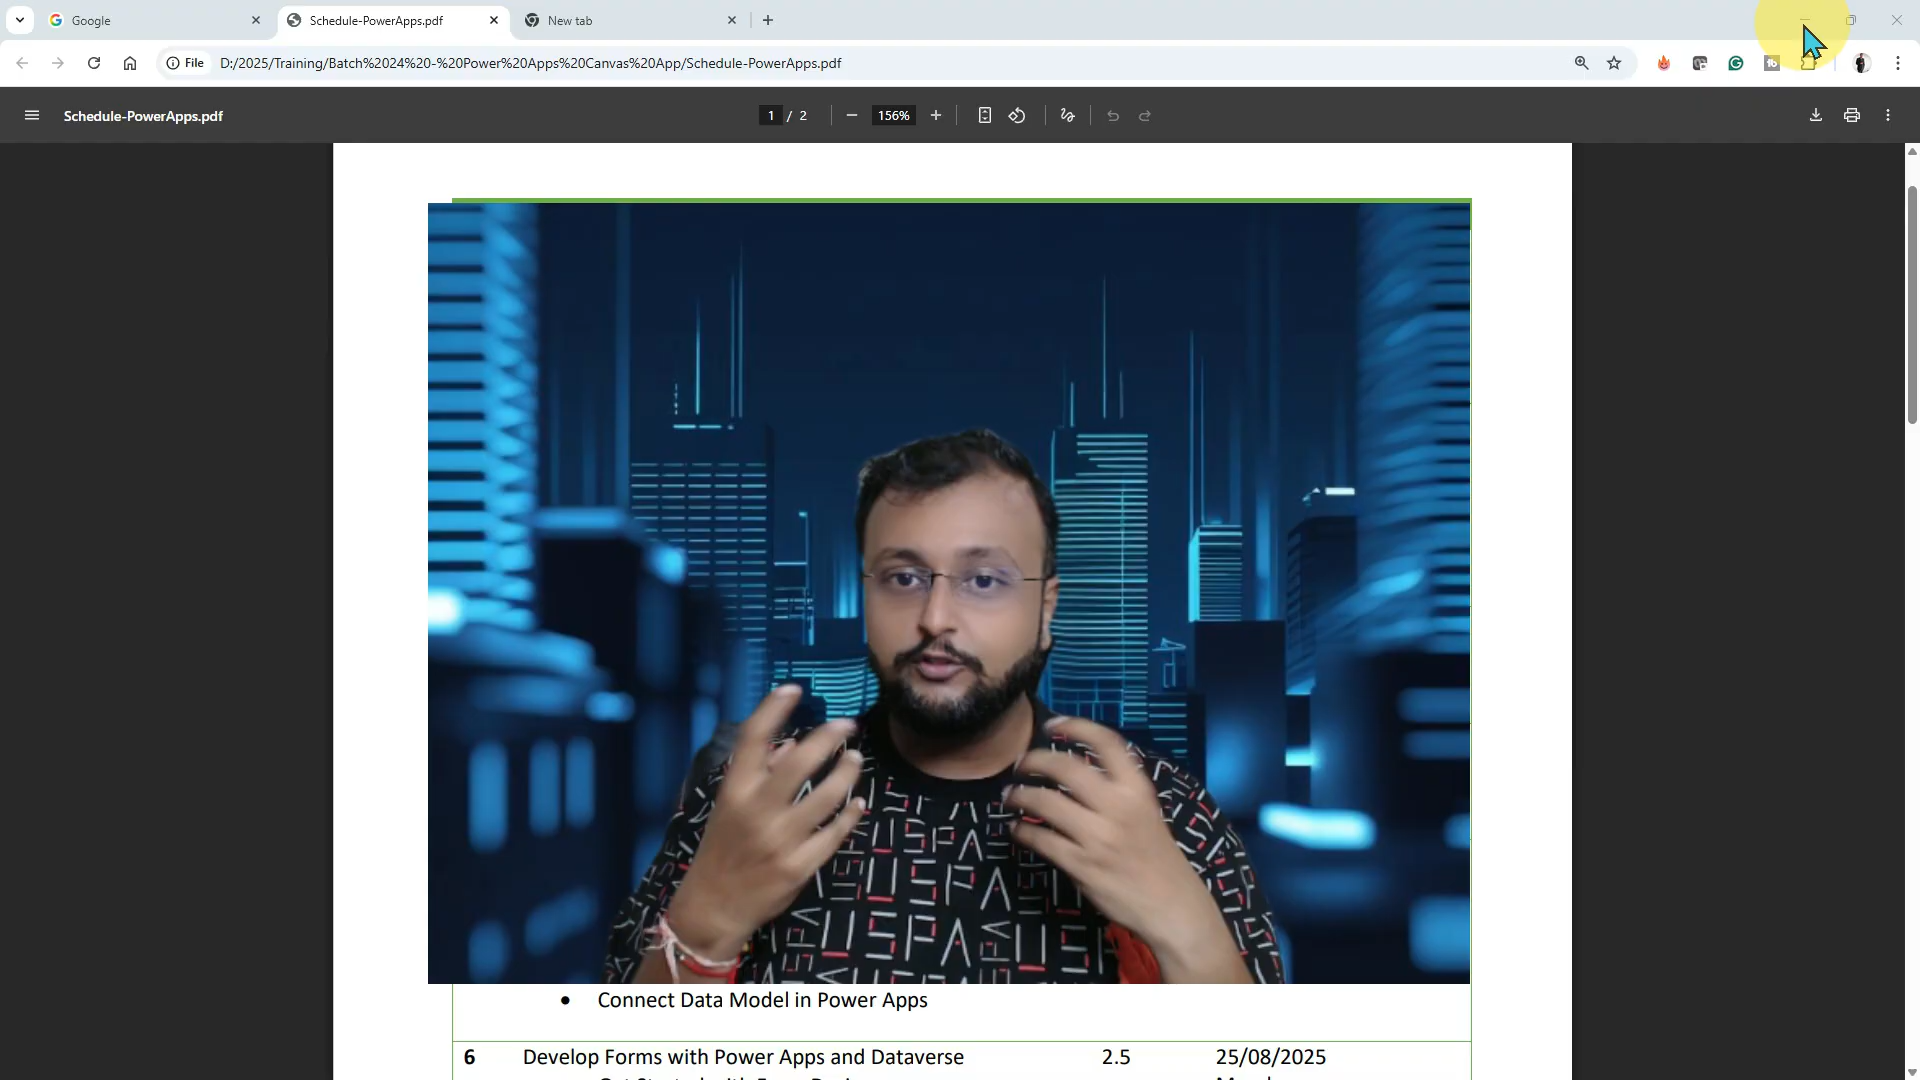 Google
Schedule-PowerApps.pdf
New tab
File
D:/2025/Training/Batch%2024%20-%20Power%20Apps%20Canvas%20App/Schedule-PowerApps.pdf
Schedule-PowerApps.pdf
1 / 2
156%
• Connect Data Model in Power Apps
6 Develop Forms with Power Apps and Dataverse 2.5 25/08/2025